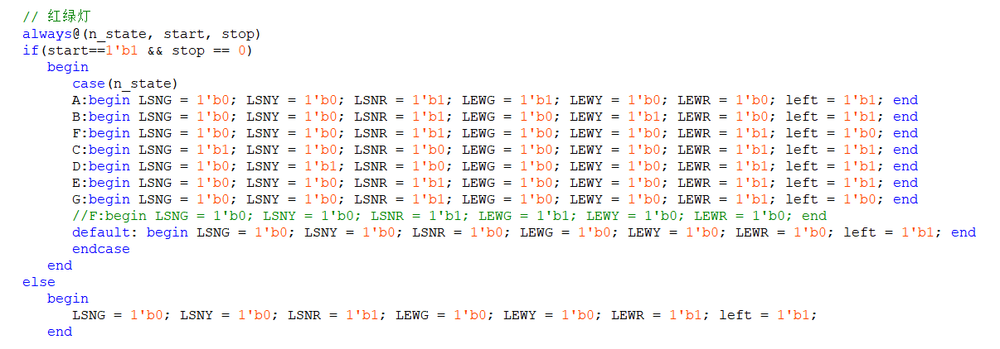 // 红绿灯
always@(n_state, start, stop)
if(start==1'b1 && stop == 0)
begin
case(n_state)
A:begin LSNG = 1'b0; LSNY = 1'b0; LSNR = 1'b1; LEWG = 1'b1; LEWY = 1'b0; LEWR = 1'b0; left = 1'b1; end
B:begin LSNG = 1'b0; LSNY = 1'b0; LSNR = 1'b1; LEWG = 1'b0; LEWY = 1'b1; LEWR = 1'b0; left = 1'b1; end
F:begin LSNG = 1'b0; LSNY = 1'b0; LSNR = 1'b1; LEWG = 1'b0; LEWY = 1'b0; LEWR = 1'b1; left = 1'b0; end
C:begin LSNG = 1'b1; LSNY = 1'b0; LSNR = 1'b0; LEWG = 1'b0; LEWY = 1'b0; LEWR = 1'b1; left = 1'b1; end
D:begin LSNG = 1'b0; LSNY = 1'b1; LSNR = 1'b0; LEWG = 1'b0; LEWY = 1'b0; LEWR = 1'b1; left = 1'b1; end
E:begin LSNG = 1'b0; LSNY = 1'b0; LSNR = 1'b1; LEWG = 1'b0; LEWY = 1'b0; LEWR = 1'b1; left = 1'b1; end
G:begin LSNG = 1'b0; LSNY = 1'b0; LSNR = 1'b1; LEWG = 1'b0; LEWY = 1'b0; LEWR = 1'b1; left = 1'b0; end
//F:begin LSNG = 1'b0; LSNY = 1'b0; LSNR = 1'b1; LEWG = 1'b1; LEWY = 1'b0; LEWR = 1'b0; end
default: begin LSNG = 1'b0; LSNY = 1'b0; LSNR = 1'b0; LEWG = 1'b0; LEWY = 1'b0; LEWR = 1'b0; left = 1'b1; end
endcase
end
else
begin
LSNG = 1'b0; LSNY = 1'b0; LSNR = 1'b1; LEWG = 1'b0; LEWY = 1'b0; LEWR = 1'b1; left = 1'b1;
end